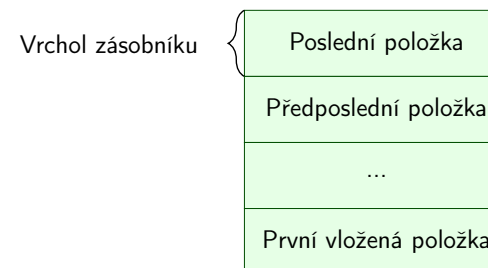 Vrchol zásobníku
Poslední položka
Předposlední položka
...
První vložená položka